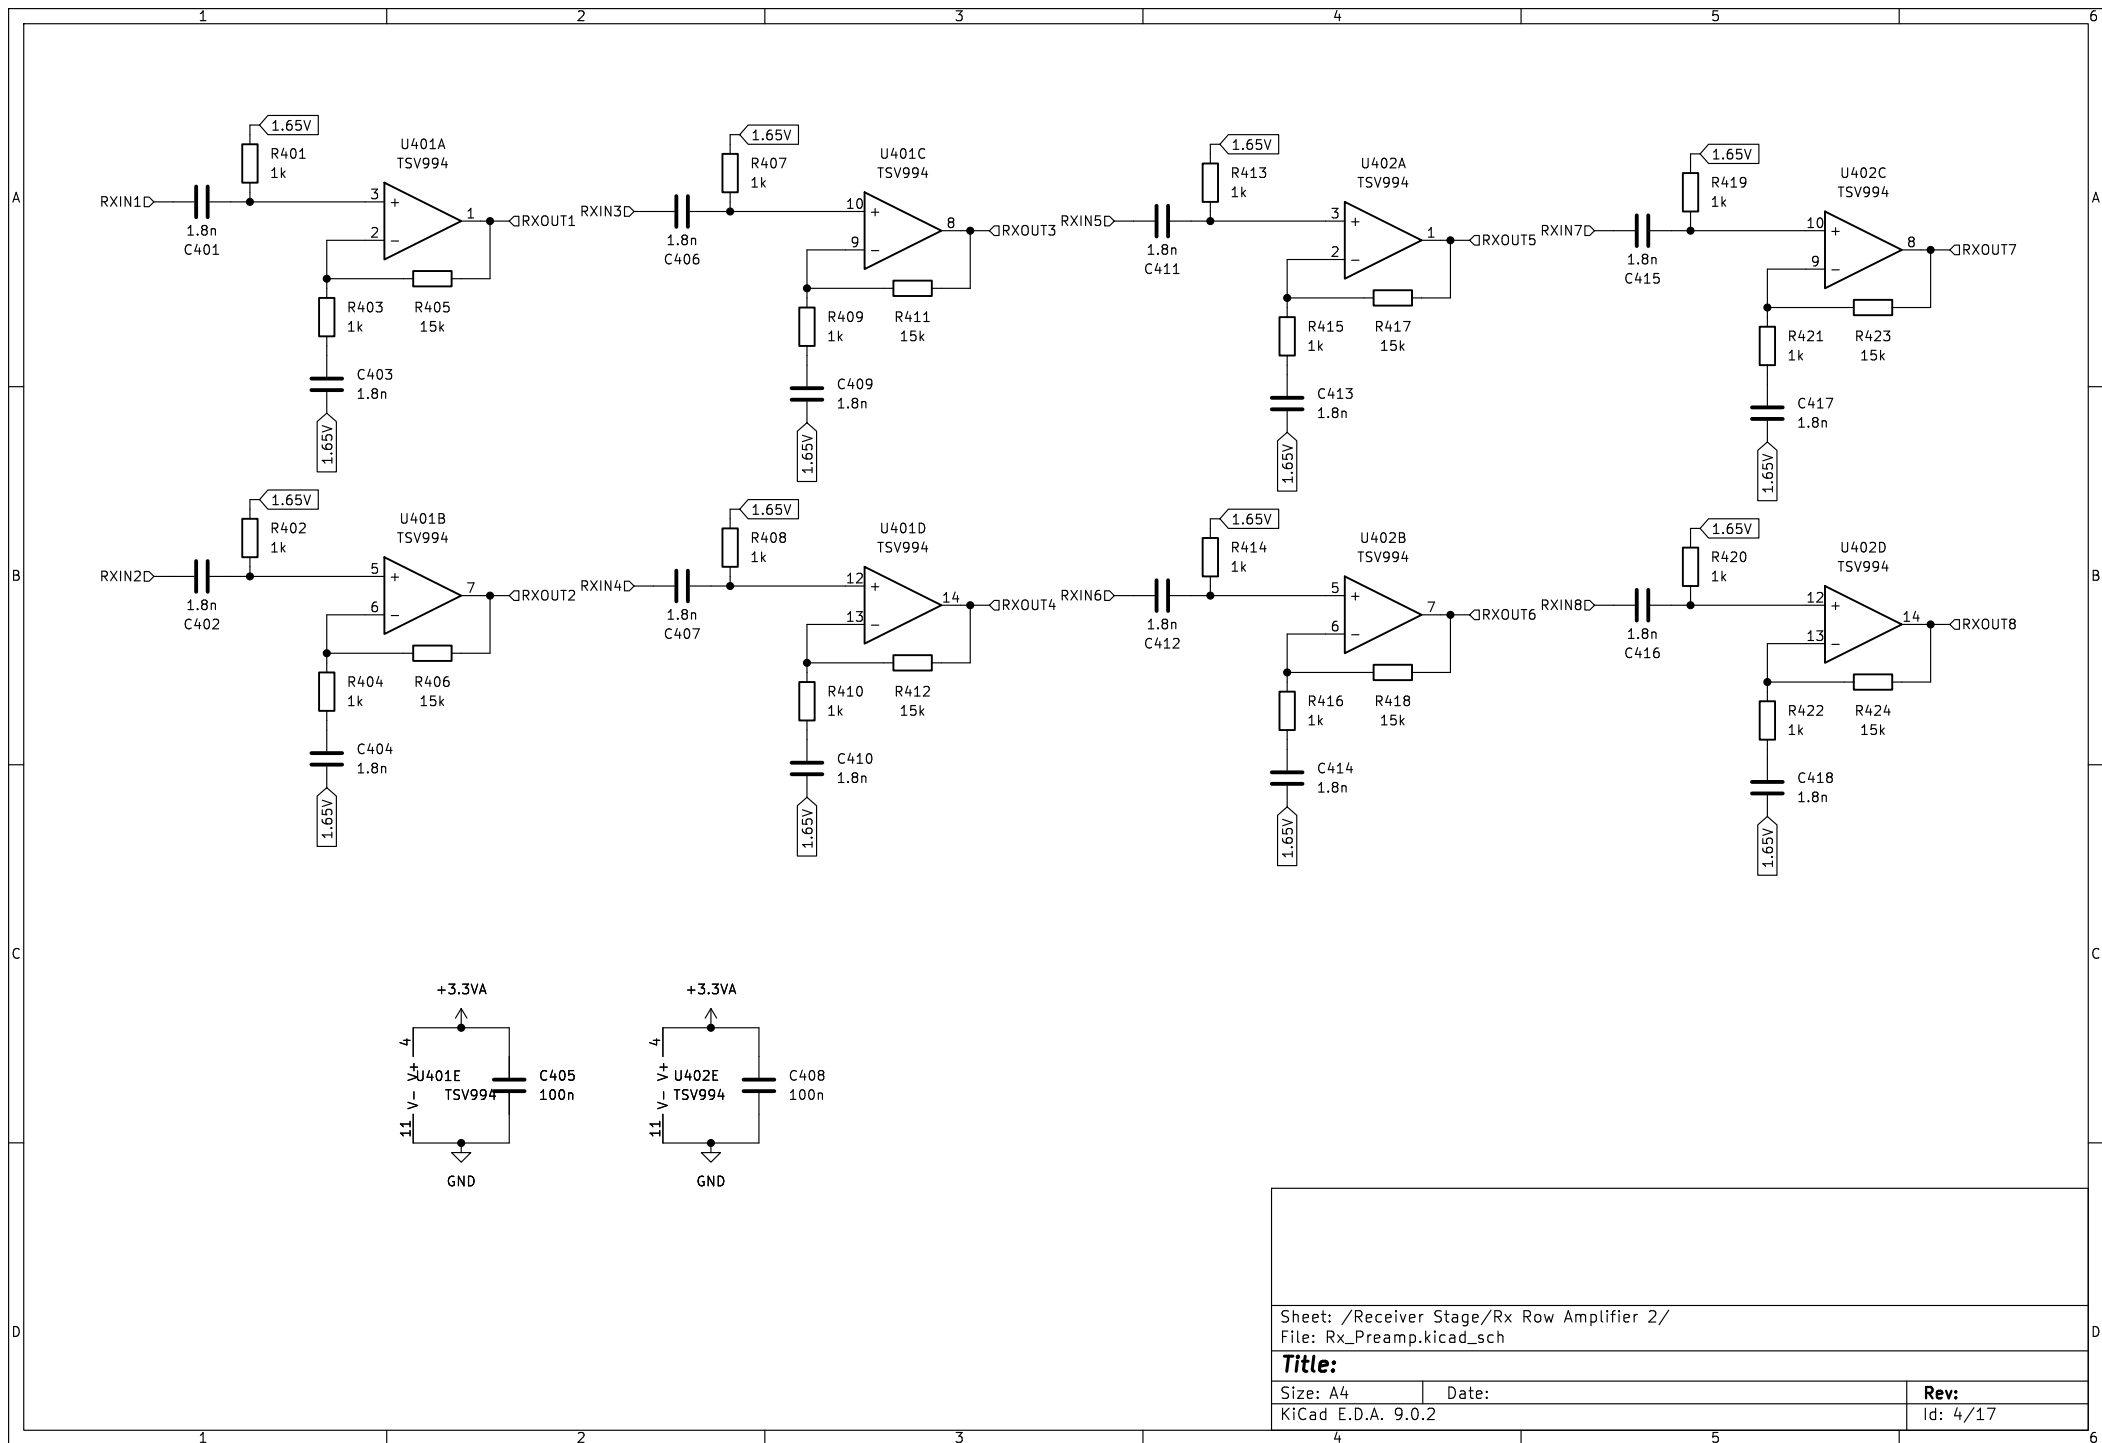 1 2 3 4 5 6
A A
1.65V
R401
1k
U401A
TSV994
RXIN1
1.8n
C401
3
+
2
-
1
RXOUT1
R403
1k
R405
15k
C403
1.8n
1.65V
1.65V
R407
1k
U401C
TSV994
RXIN3
1.8n
C406
10
+
9
-
8
RXOUT3
R409
1k
R411
15k
C409
1.8n
1.65V
1.65V
R413
1k
U402A
TSV994
RXIN5
1.8n
C411
3
+
2
-
1
RXOUT5
R415
1k
R417
15k
C413
1.8n
1.65V
1.65V
R419
1k
U402C
TSV994
RXIN7
1.8n
C415
10
+
9
-
8
RXOUT7
R421
1k
R423
15k
C417
1.8n
1.65V
B B
1.65V
R402
1k
U401B
TSV994
RXIN2
1.8n
C402
5
+
6
-
7
RXOUT2
R404
1k
R406
15k
C404
1.8n
1.65V
1.65V
R408
1k
U401D
TSV994
RXIN4
1.8n
C407
12
+
13
-
14
RXOUT4
R410
1k
R412
15k
C410
1.8n
1.65V
1.65V
R414
1k
U402B
TSV994
RXIN6
1.8n
C412
5
+
6
-
7
RXOUT6
R416
1k
R418
15k
C414
1.8n
1.65V
1.65V
R420
1k
U402D
TSV994
RXIN8
1.8n
C416
12
+
13
-
14
RXOUT8
R422
1k
R424
15k
C418
1.8n
1.65V
C C
+3.3VA
4
V+
U401E
TSV994
V-
11
C405
100n
GND
+3.3VA
4
V+
U402E
TSV994
V-
11
C408
100n
GND
D D
Sheet: /Receiver Stage/Rx Row Amplifier 2/
File: Rx_Preamp.kicad_sch
Title:
Size: A4 Date: Rev:
KiCad E.D.A. 9.0.2 Id: 4/17
1 2 3 4 5 6